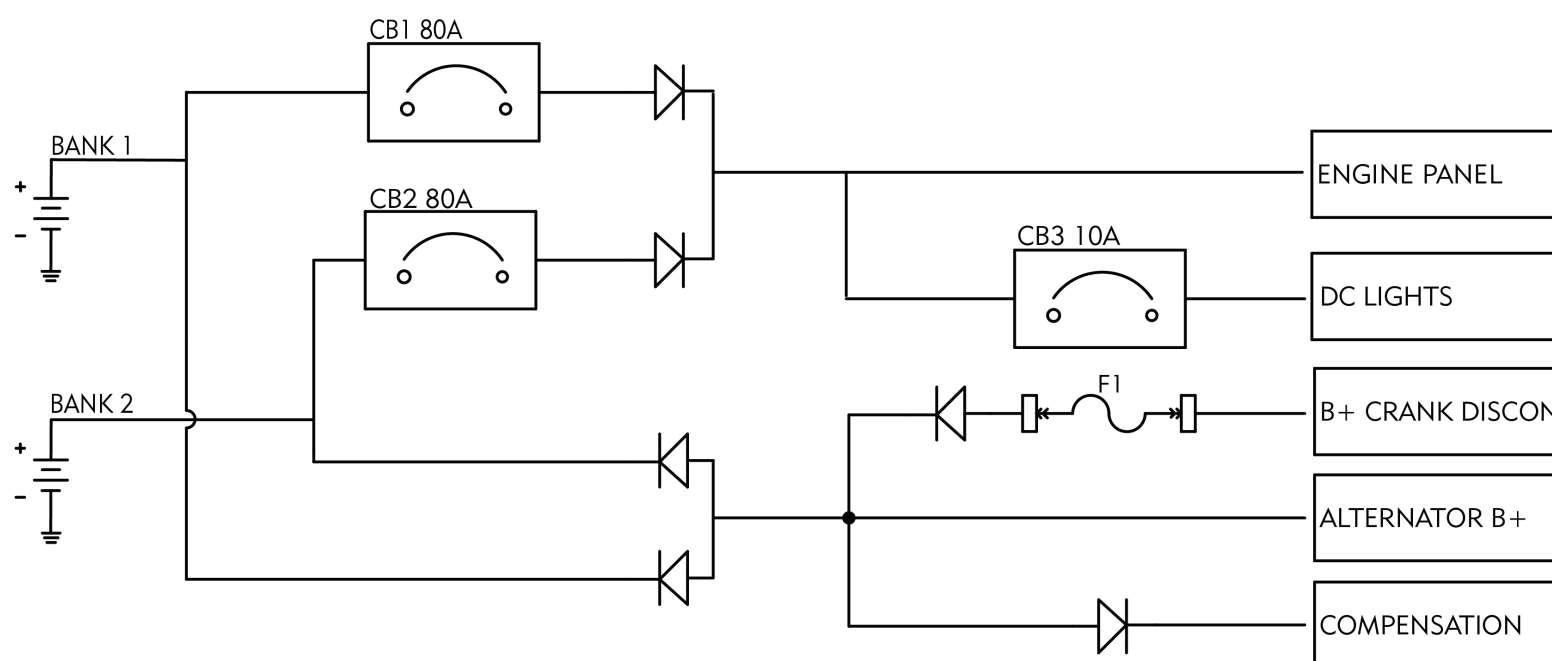 CB1 80A
BANK 1
+
-
CB2 80A
ENGINE PANEL
CB3 10A
DC LIGHTS
F1
BANK 2
B+ CRANK DISCON
+
-
ALTERNATOR B+
COMPENSATION